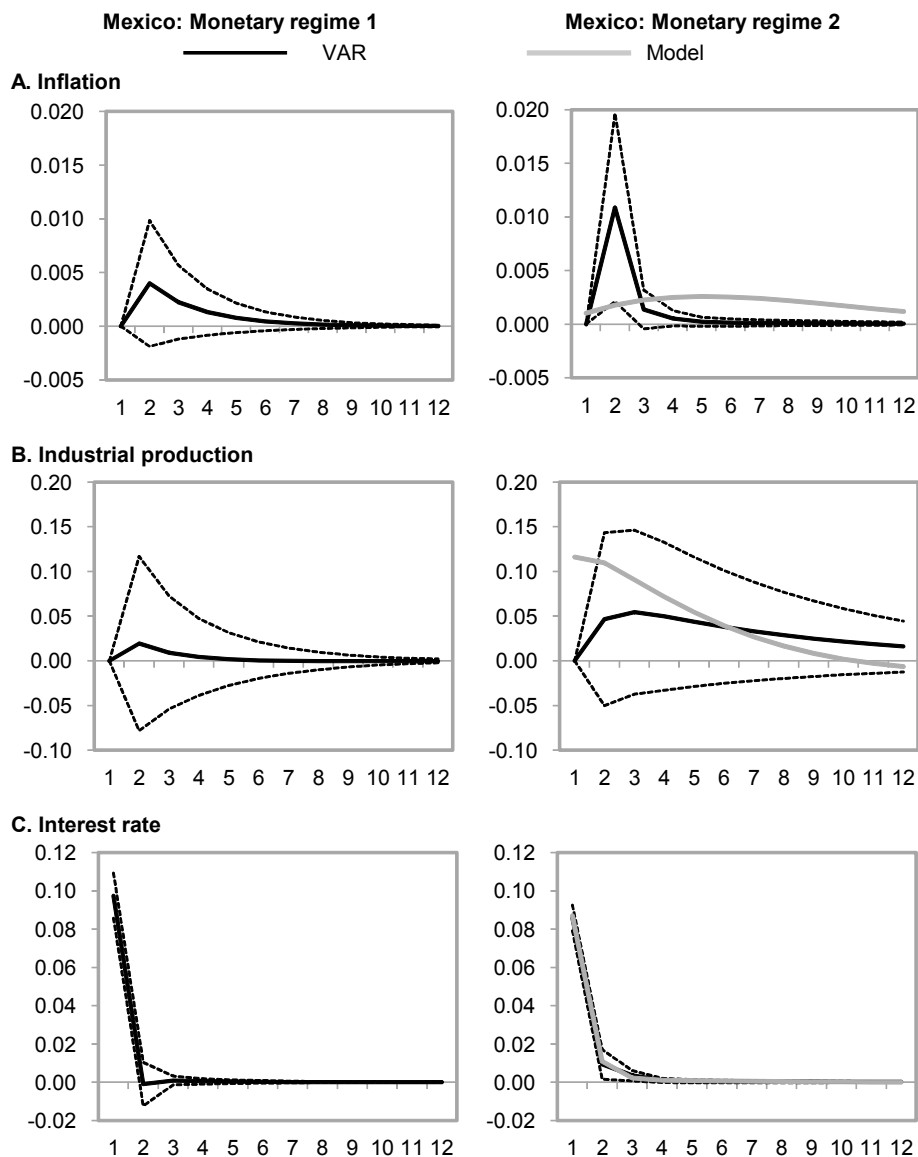 Mexico: Monetary regime 1 Mexico: Monetary regime 2
VAR Model
A. Inflation
0.020 0.020
0.015 0.015
0.010 0.010
0.005 0.005
0.000 0.000
-0.005 -0.005
1 2 3 4 5 6 7 8 9 10 11 12 1 2 3 4 5 6 7 8 9 10 11 12
B. Industrial production
0.20 0.20
0.15 0.15
0.10 0.10
0.05 0.05
0.00 0.00
-0.05 -0.05
-0.10 -0.10
1 2 3 4 5 6 7 8 9 10 11 12 1 2 3 4 5 6 7 8 9 10 11 12
C. Interest rate
0.12 0.12
0.10 0.10
0.08 0.08
0.06 0.06
0.04 0.04
0.02 0.02
0.00 0.00
-0.02 -0.02
1 2 3 4 5 6 7 8 9 10 11 12 1 2 3 4 5 6 7 8 9 10 11 12